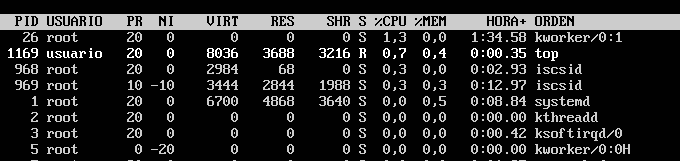 PID USUARIO PR NI VIRT RES SHR S %CPU %MEM HORA+ ORDEN
26 root 20 0 0 0 0 S 1,3 0,0 1:34.58 kworker/0:1
1169 usuario 20 0 8036 3688 3216 R 0,7 0,4 0:00.35 top
968 root 20 0 2984 68 0 S 0,3 0,0 0:02.93 iscsid
969 root 10 -10 3444 2844 1988 S 0,3 0,3 0:12.97 iscsid
1 root 20 0 6700 4868 3640 S 0,0 0,5 0:08.84 systemd
2 root 20 0 0 0 0 S 0,0 0,0 0:00.00 kthreadd
3 root 20 0 0 0 0 S 0,0 0,0 0:00.42 ksoftirqd/0
5 root 0 -20 0 0 0 S 0,0 0,0 0:00.00 kworker/0:0H